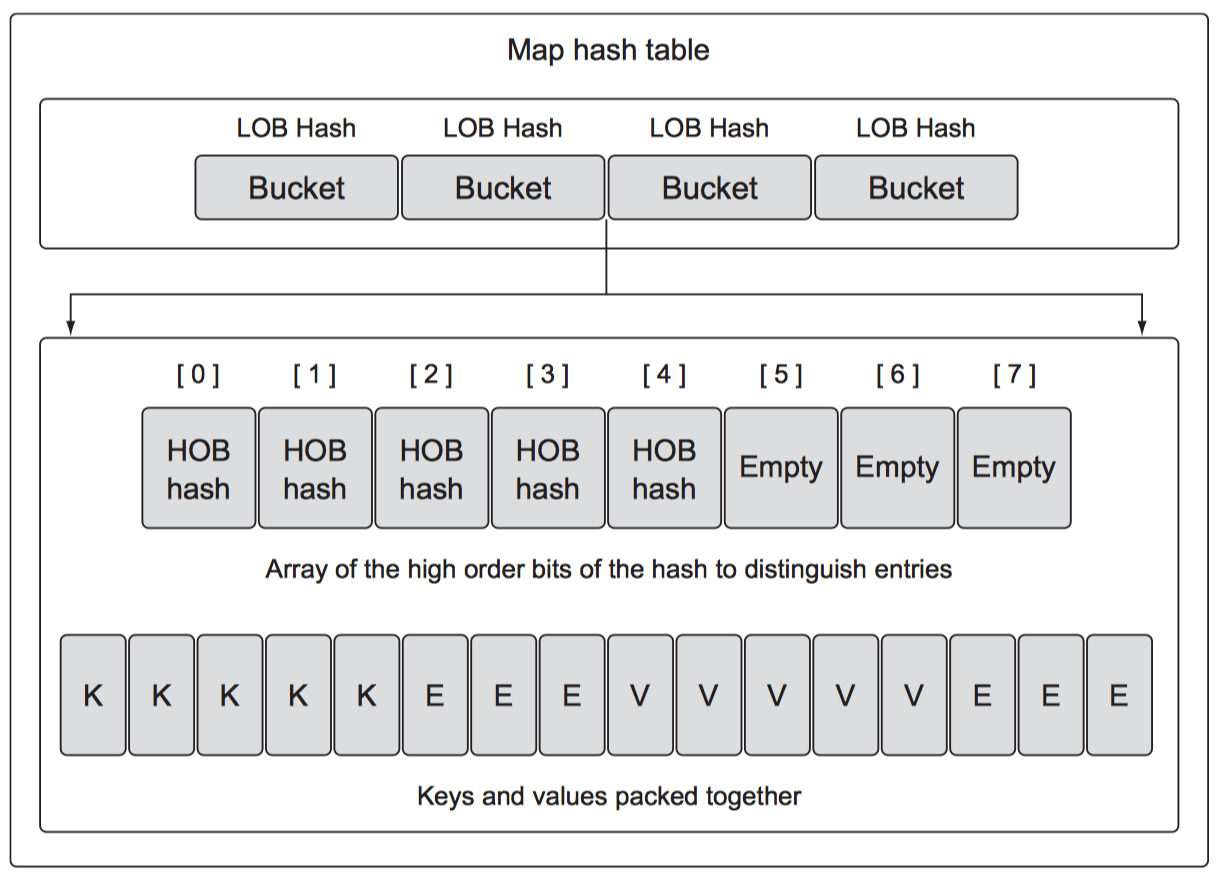 Map hash table
LOB Hash LOB Hash LOB Hash LOB Hash
Bucket Bucket Bucket Bucket
[ 0 ] [ 1 ] [ 2 ] [ 3 ] [ 4 ] [ 5 ] [ 6 ] [ 7 ]
HOB HOB HOB HOB HOB
hash hash hash hash hash
Empty Empty Empty
Array of the high order bits of the hash to distinguish entries
K K K K K E E E V V V V V E E E
Keys and values packed together